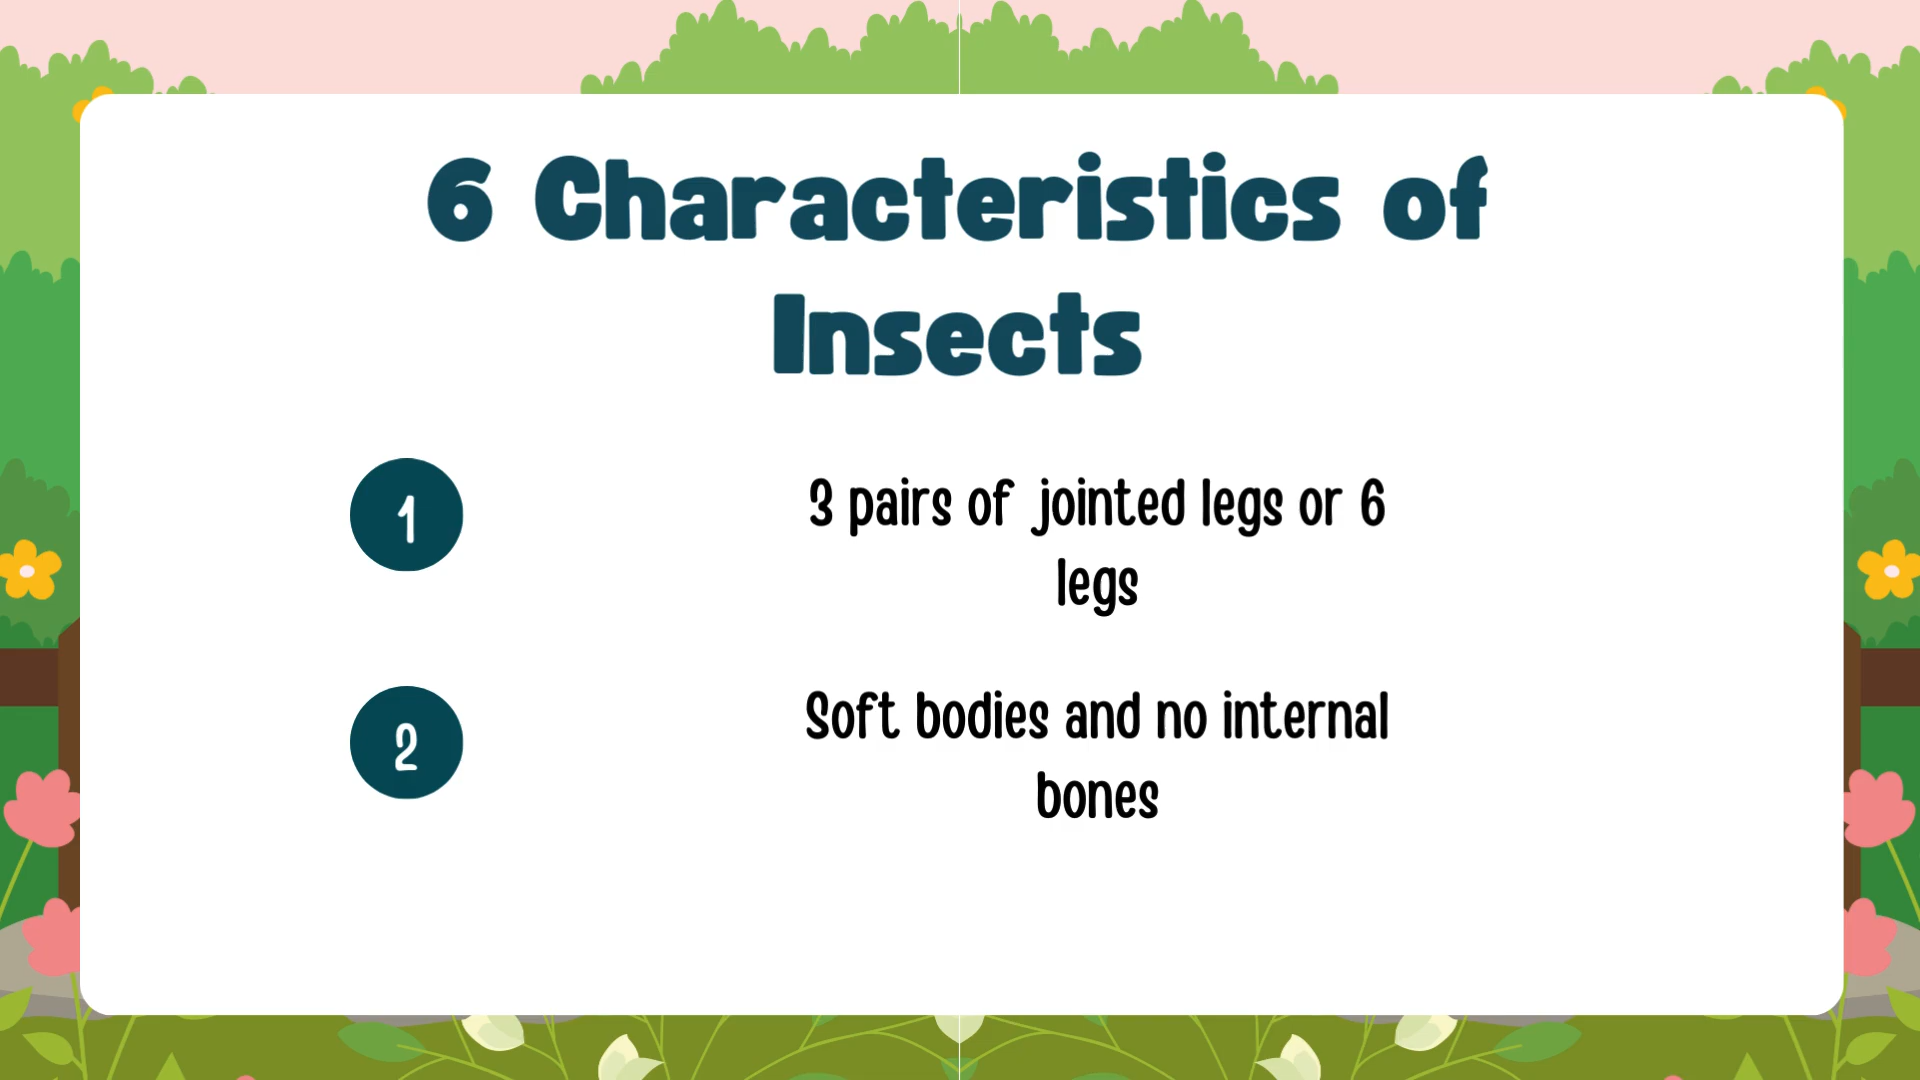 6 Characteristics of
Insects
1
3 pairs of jointed legs or 6
legs
2
Soft bodies and no internal
bones